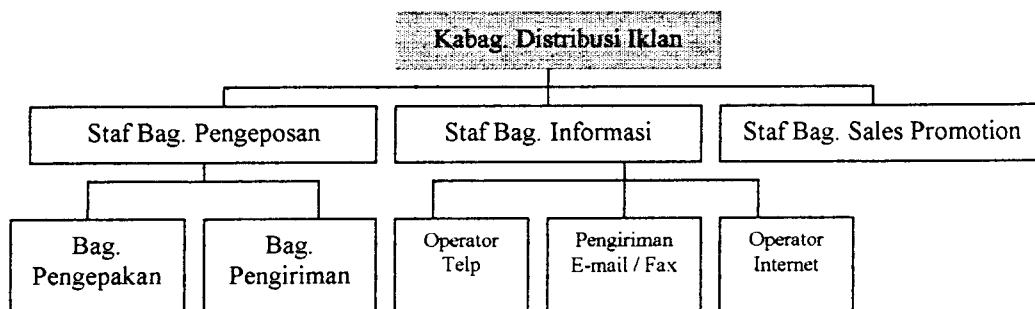 Kabag. Distribusi Iklan
Staf Bag. Pengeposan
Staf Bag. Informasi
Staf Bag. Sales Promotion
Bag.
Pengepakan
Bag.
Pengiriman
Operator
Telp
Pengiriman
E-mail / Fax
Operator
Internet